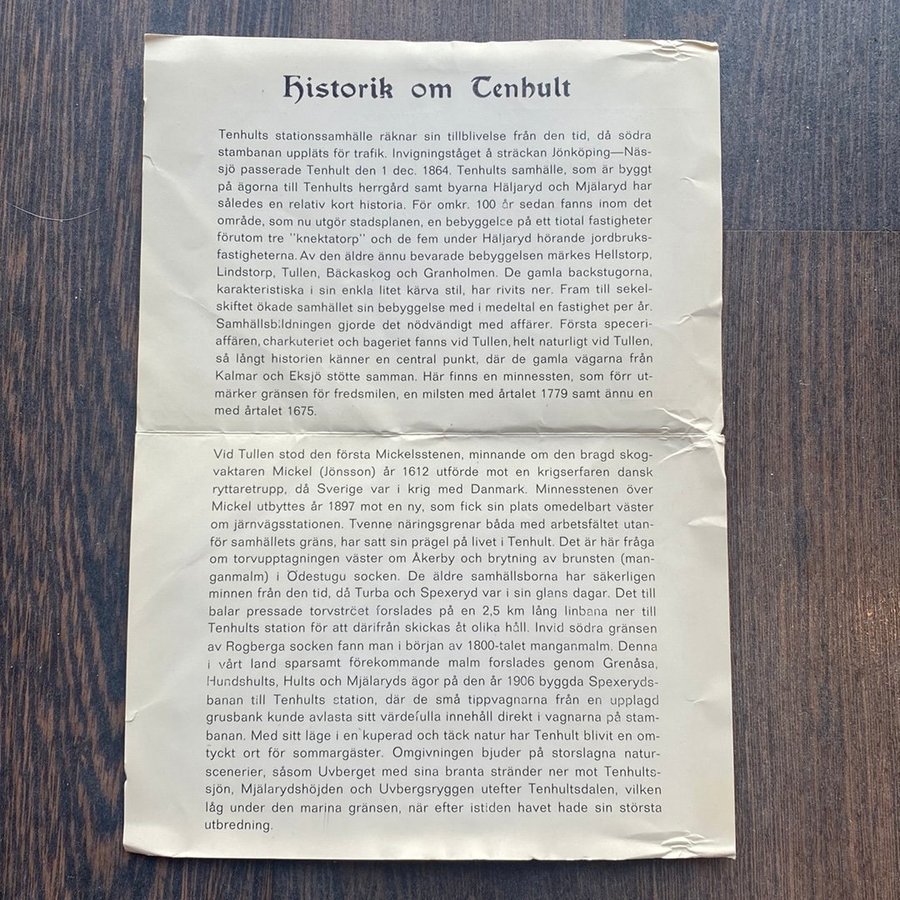 Historik om Tenhult
Tenhults stationssamhälle räknar sin tillblivelse från den tid, då södra
stambanan uppläts för trafik. Invigningståget å sträckan Jönköping—Näs-
sjö passerade Tenhult den 1 dec. 1864. Tenhults samhälle, som är byggt
på ägorna till Tenhults herrgård samt byarna Häljaryd och Mjälaryd har
således en relativ kort historia. För omkr. 100 år sedan fanns inom det
område, som nu utgör stadsplanen, en bebyggelce på ett tiotal fastigheter
förutom tre "knektatorp" och de fem under Häljaryd hörande jordbruks-
fastigheterna. Av den äldre ännu bevarade bebyggelsen märkes Hellstorp,
Lindstorp, Tullen, Bäckaskog och Granholmen. De gamla backstugorna,
karakteristiska i sin enkla litet kärva stil, har rivits ner. Fram till sekel-
skiftet ökade samhället sin bebyggelse med i medeltal en fastighet per år.
Samhällsbildningen gjorde det nödvändigt med affärer. Första speceri-
affären, charkuteriet och bageriet fanns vid Tullen, helt naturligt vid Tullen,
så långt historien känner en central punkt, där de gamla vägarna från
Kalmar och Eksjö stötte samman. Här finns en minnessten, som förr ut-
märker gränsen för fredsmilen, en milsten med årtalet 1779 samt ännu en
med årtalet 1675.
Vid Tullen stod den första Mickelsstenen, minnande om den bragd skog-
vaktaren Mickel (Jönsson) år 1612 utförde mot en krigserfaren dansk
ryttaretrupp, då Sverige var i krig med Danmark. Minnesstenen över
Mickel utbyttes år 1897 mot en ny, som fick sin plats omedelbart väster
om järnvägsstationen. Tvenne näringsgrenar båda med arbetsfältet utan-
för samhällets gräns, har satt sin prägel på livet i Tenhult. Det är här fråga
om torvupptagningen väster om Åkerby och brytning av brunsten (man-
ganmalm) i Ödestugu socken. De äldre samhällsborna har säkerligen
minnen från den tid, då Turba och Spexeryd var i sin glans dagar. Det till
balar pressade torvströet forslades på en 2,5 km lång linbana ner till
Tenhults station för att därifrån skickas åt olika håll. Invid södra gränsen
av Rogberga socken fann man i början av 1800-talet manganmalm. Denna
i vårt land sparsamt förekommande malm forslades genom Grenåsa,
Hundshults, Hults och Mjälaryds ägor på den år 1906 byggda Spexeryds-
banan till Tenhults station, där de små tippvagnarna från en upplagd
grusbank kunde avlasta sitt värdefulla innehåll direkt i vagnarna på stam-
banan. Med sitt läge i en kuperad och täck natur har Tenhult blivit en om-
tyckt ort för sommargäster. Omgivningen bjuder på storslagna natur-
scenerier, såsom Uvberget med sina branta stränder ner mot Tenhults-
sjön, Mjälarydshöjden och Uvbergsryggen utefter Tenhultsdalen, vilken
låg under den marina gränsen, när efter istiden havet hade sin största
utbredning.